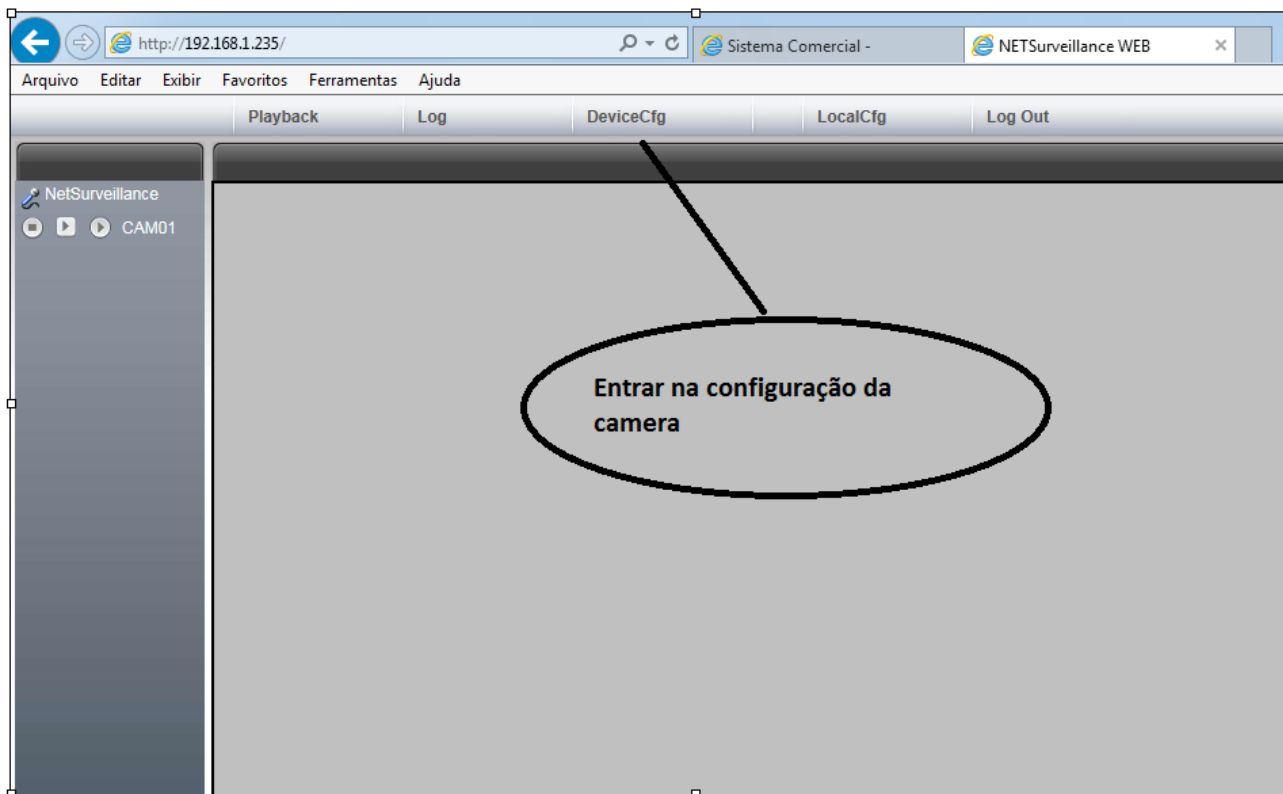 http://192.168.1.235/
Sistema Comercial -
NETSurveillance WEB
Arquivo Editar Exibir Favoritos Ferramentas Ajuda
Playback Log DeviceCfg LocalCfg Log Out
NetSurveillance
CAM01
Entrar na configuração da
camera